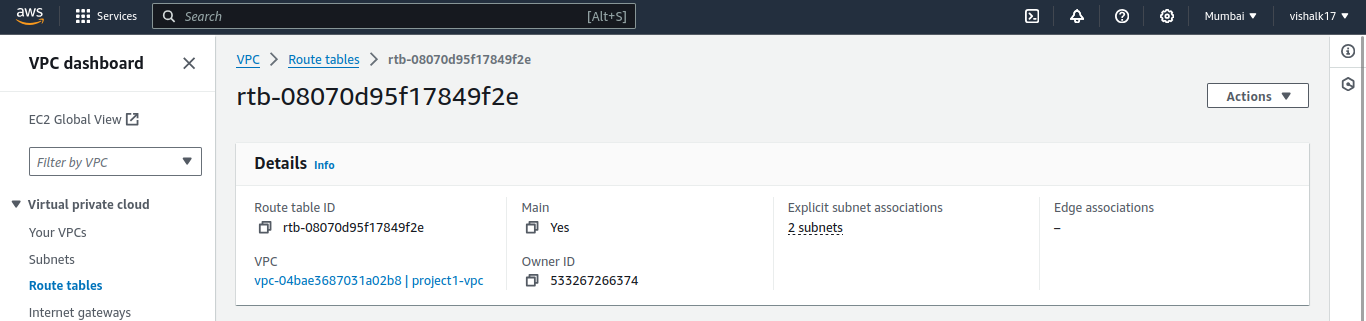 aws Services Search [Alt+S] Mumbai vishalk17
VPC dashboard
EC2 Global View
Filter by VPC
Virtual private cloud
Your VPCs
Subnets
Route tables
Internet gateways
VPC Route tables rtb-08070d95f17849f2e
rtb-08070d95f17849f2e
Actions
Details Info
Route table ID
rtb-08070d95f17849f2e
VPC
vpc-04bae3687031a02b8 | project1-vpc
Main
Yes
Owner ID
533267266374
Explicit subnet associations
2 subnets
Edge associations
–